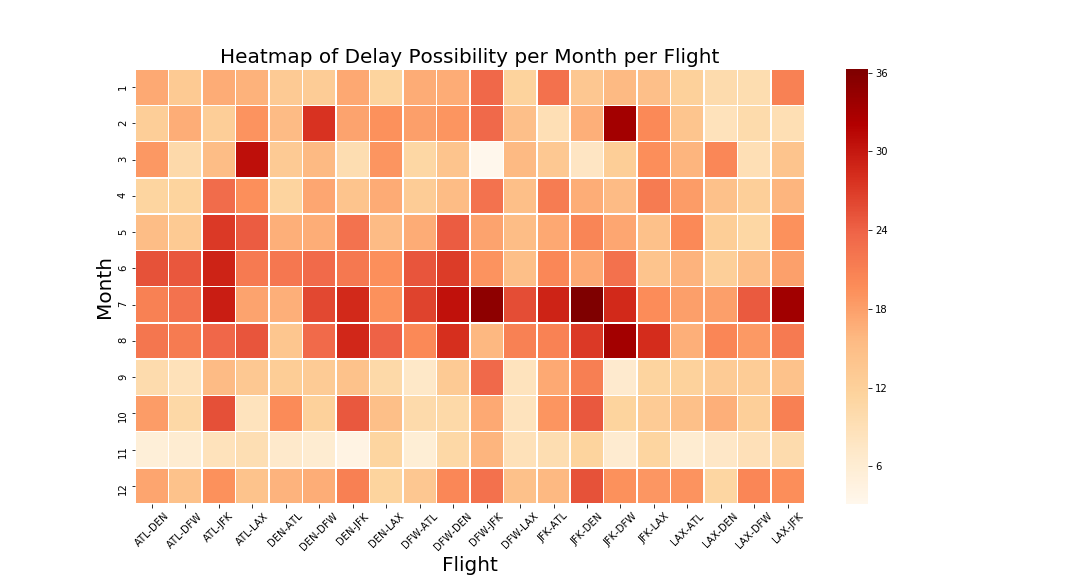 Heatmap of Delay Possibility per Month per Flight
Month
1
2
3
4
5
6
7
8
9
10
11
12
ATL-DEN
ATL-DFW
ATL-JFK
ATL-LAX
DEN-ATL
DEN-DFW
DEN-JFK
DEN-LAX
DFW-ATL
DFW-DEN
DFW-JFK
DFW-LAX
JFK-ATL
JFK-DEN
JFK-DFW
JFK-LAX
LAX-ATL
LAX-DEN
LAX-DFW
LAX-JFK
Flight
36
30
24
18
12
6